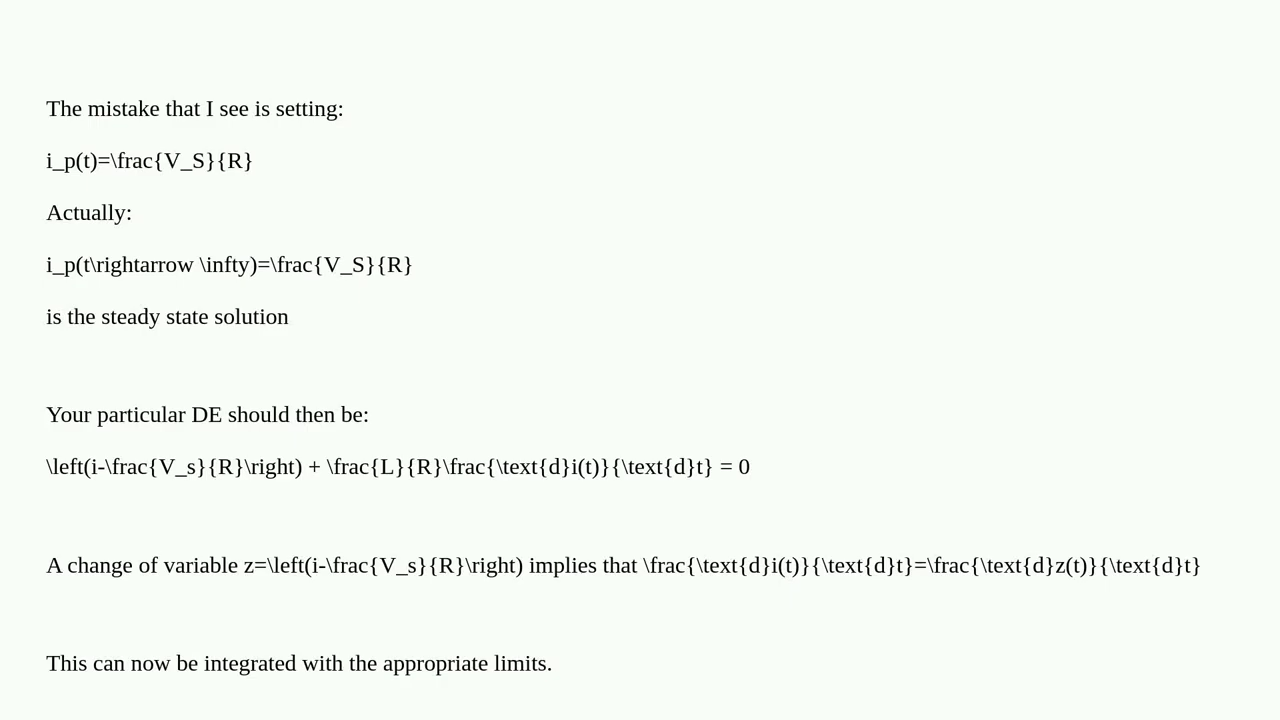 The mistake that I see is setting:
i_p(t)=\frac{V_S}{R}
Actually:
i_p(t\rightarrow \infty)=\frac{V_S}{R}
is the steady state solution
Your particular DE should then be:
\left(i-\frac{V_s}{R}\right) + \frac{L}{R}\frac{\text{d}i(t)}{\text{d}t} = 0
A change of variable z=\left(i-\frac{V_s}{R}\right) implies that \frac{\text{d}i(t)}{\text{d}t}=\frac{\text{d}z(t)}{\text{d}t}
This can now be integrated with the appropriate limits.